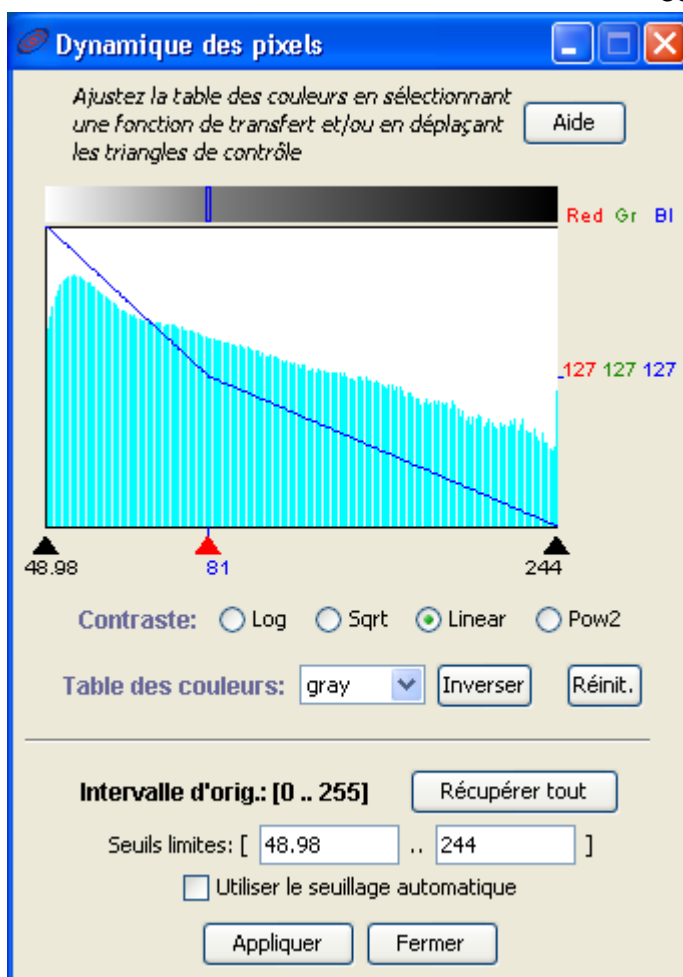 Dynamique des pixels
Ajustez la table des couleurs en sélectionnant
une fonction de transfert et/ou en déplaçant
les triangles de contrôle
Aide
Red Gr Bl
127 127 127
48.98 81 244
Contraste: Log Sqrt Linear Pow2
Table des couleurs: gray Inverser Réinit.
Intervalle d'orig.: [0 .. 255] Récupérer tout
Seuils limites: [ 48.98 .. 244 ]
Utiliser le seuillage automatique
Appliquer Fermer